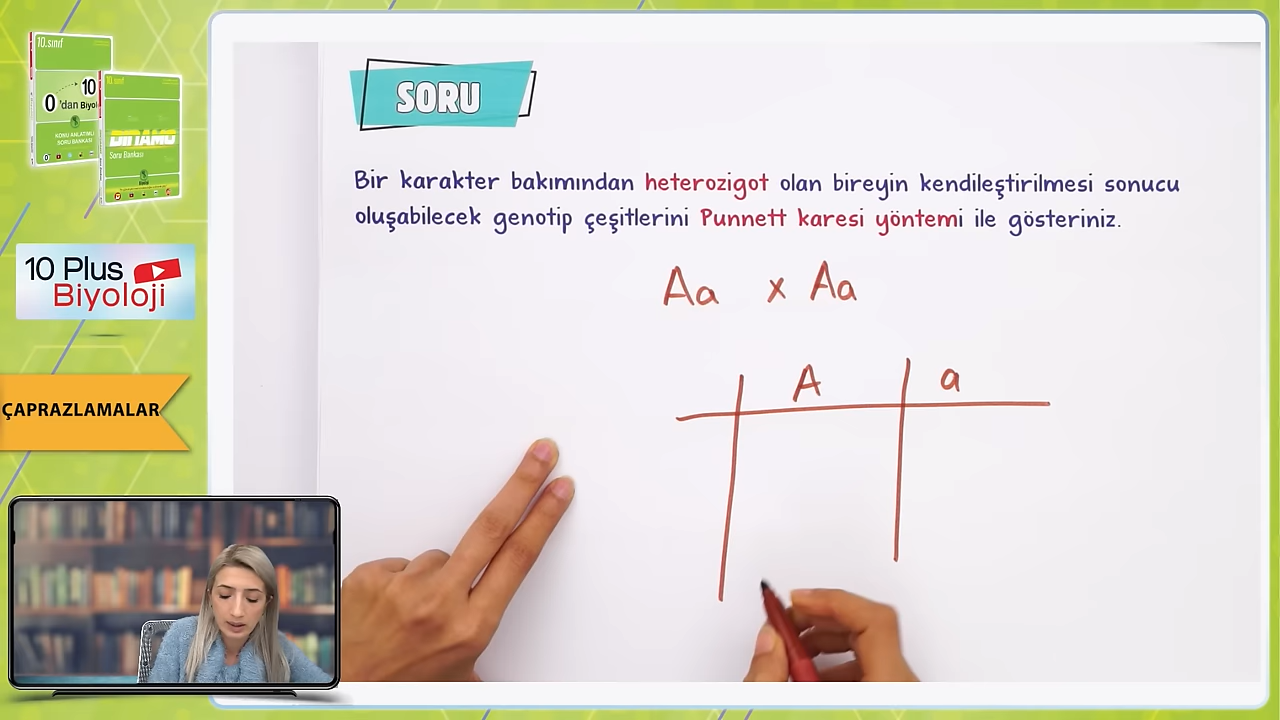 10.sınıf
0'dan 10
Biyoloji
KONU ANLATIMLI
SORU BANKASI
10.sınıf
DİNAMO
Soru Bankası
10 Plus
Biyoloji
ÇAPRAZLAMALAR
SORU
Bir karakter bakımından heterozigot olan bireyin kendileştirilmesi sonucu
oluşabilecek genotip çeşitlerini Punnett karesi yöntemi ile gösteriniz.
Aa x Aa
A a